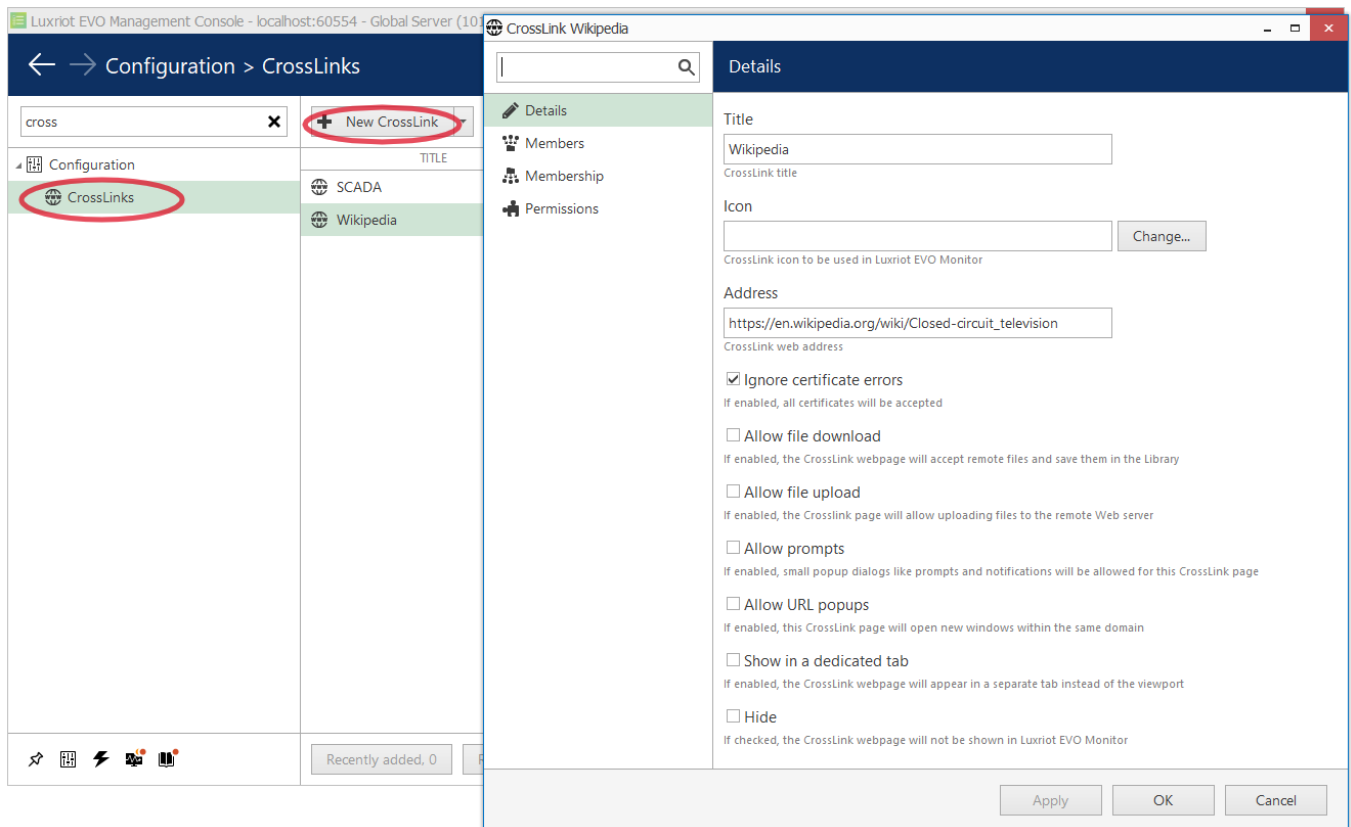 Luxriot EVO Management Console - localhost:60554 - Global Server (101
Configuration > CrossLinks
cross
New CrossLink
Configuration
CrossLinks
TITLE
SCADA
Wikipedia
Recently added, 0
CrossLink Wikipedia
Details
Members
Membership
Permissions
Details
Title
Wikipedia
CrossLink title
Icon
Change...
CrossLink icon to be used in Luxriot EVO Monitor
Address
https://en.wikipedia.org/wiki/Closed-circuit_television
CrossLink web address
Ignore certificate errors
If enabled, all certificates will be accepted
Allow file download
If enabled, the CrossLink webpage will accept remote files and save them in the Library
Allow file upload
If enabled, the Crosslink page will allow uploading files to the remote Web server
Allow prompts
If enabled, small popup dialogs like prompts and notifications will be allowed for this CrossLink page
Allow URL popups
If enabled, this CrossLink page will open new windows within the same domain
Show in a dedicated tab
If enabled, the CrossLink webpage will appear in a separate tab instead of the viewport
Hide
If checked, the CrossLink webpage will not be shown in Luxriot EVO Monitor
Apply
OK
Cancel